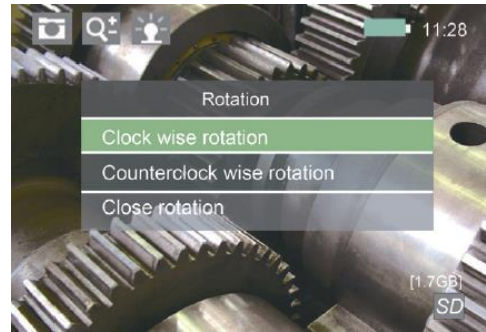 11:28
Rotation
Clock wise rotation
Counterclock wise rotation
Close rotation
[1.7GB]
SD